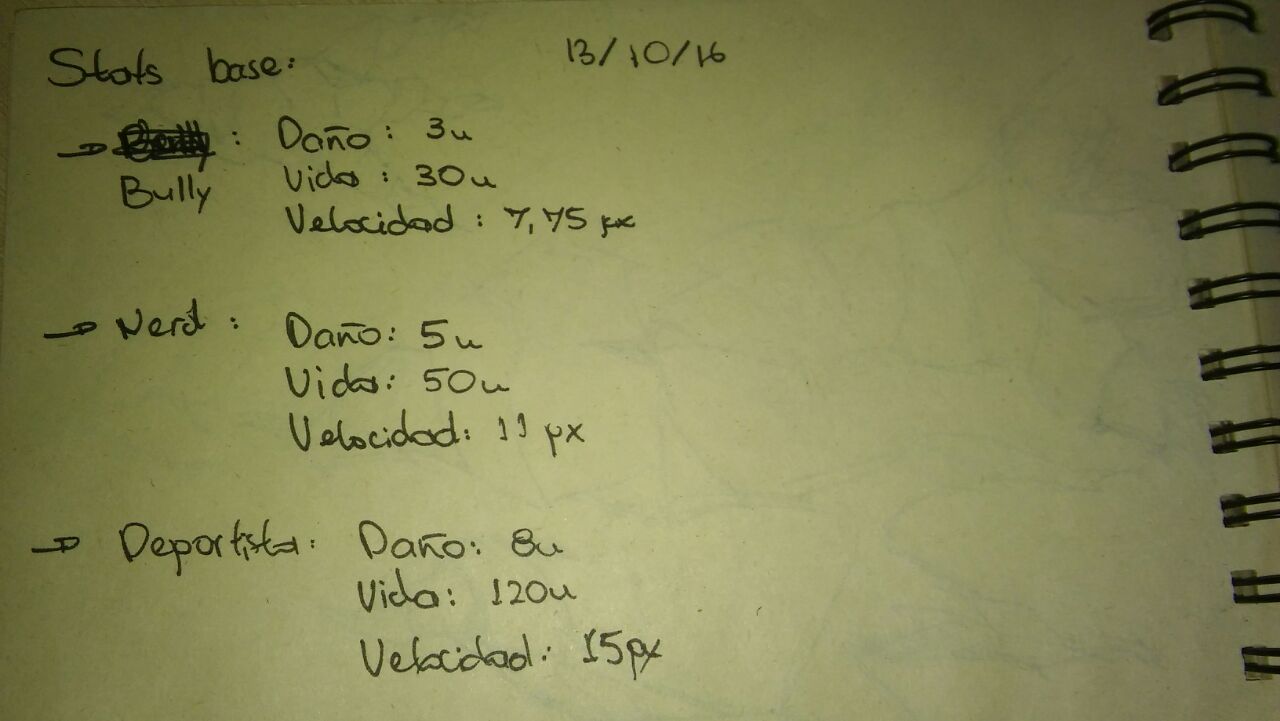 Stats base: 13/10/16
→ : Daño: 3u
Bully Vida: 30u
Velocidad: 7,75 px
→ Nerd: Daño: 5u
Vida: 50u
Velocidad: 11 px
→ Deportista: Daño: 8u
Vida: 120u
Velocidad: 15px